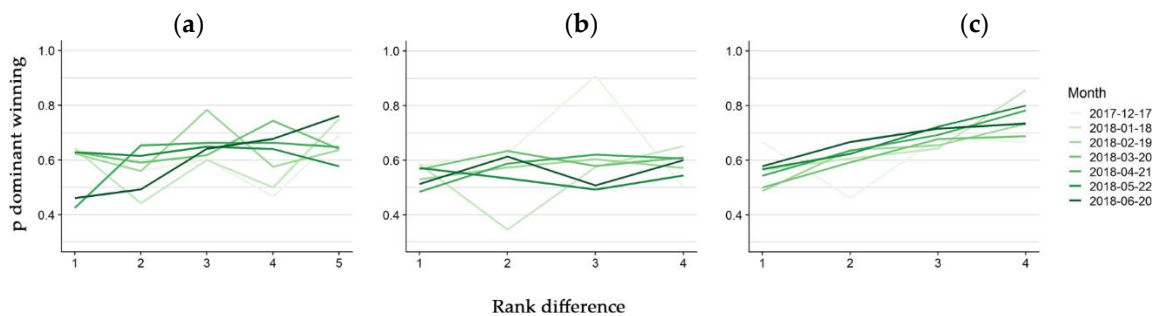 (a) (b) (c)
p dominant winning
1.0
0.8
0.6
0.4
1 2 3 4 5
1.0
0.8
0.6
0.4
1 2 3 4
1.0
0.8
0.6
0.4
1 2 3 4
Rank difference
Month
2017-12-17
2018-01-18
2018-02-19
2018-03-20
2018-04-21
2018-05-22
2018-06-20